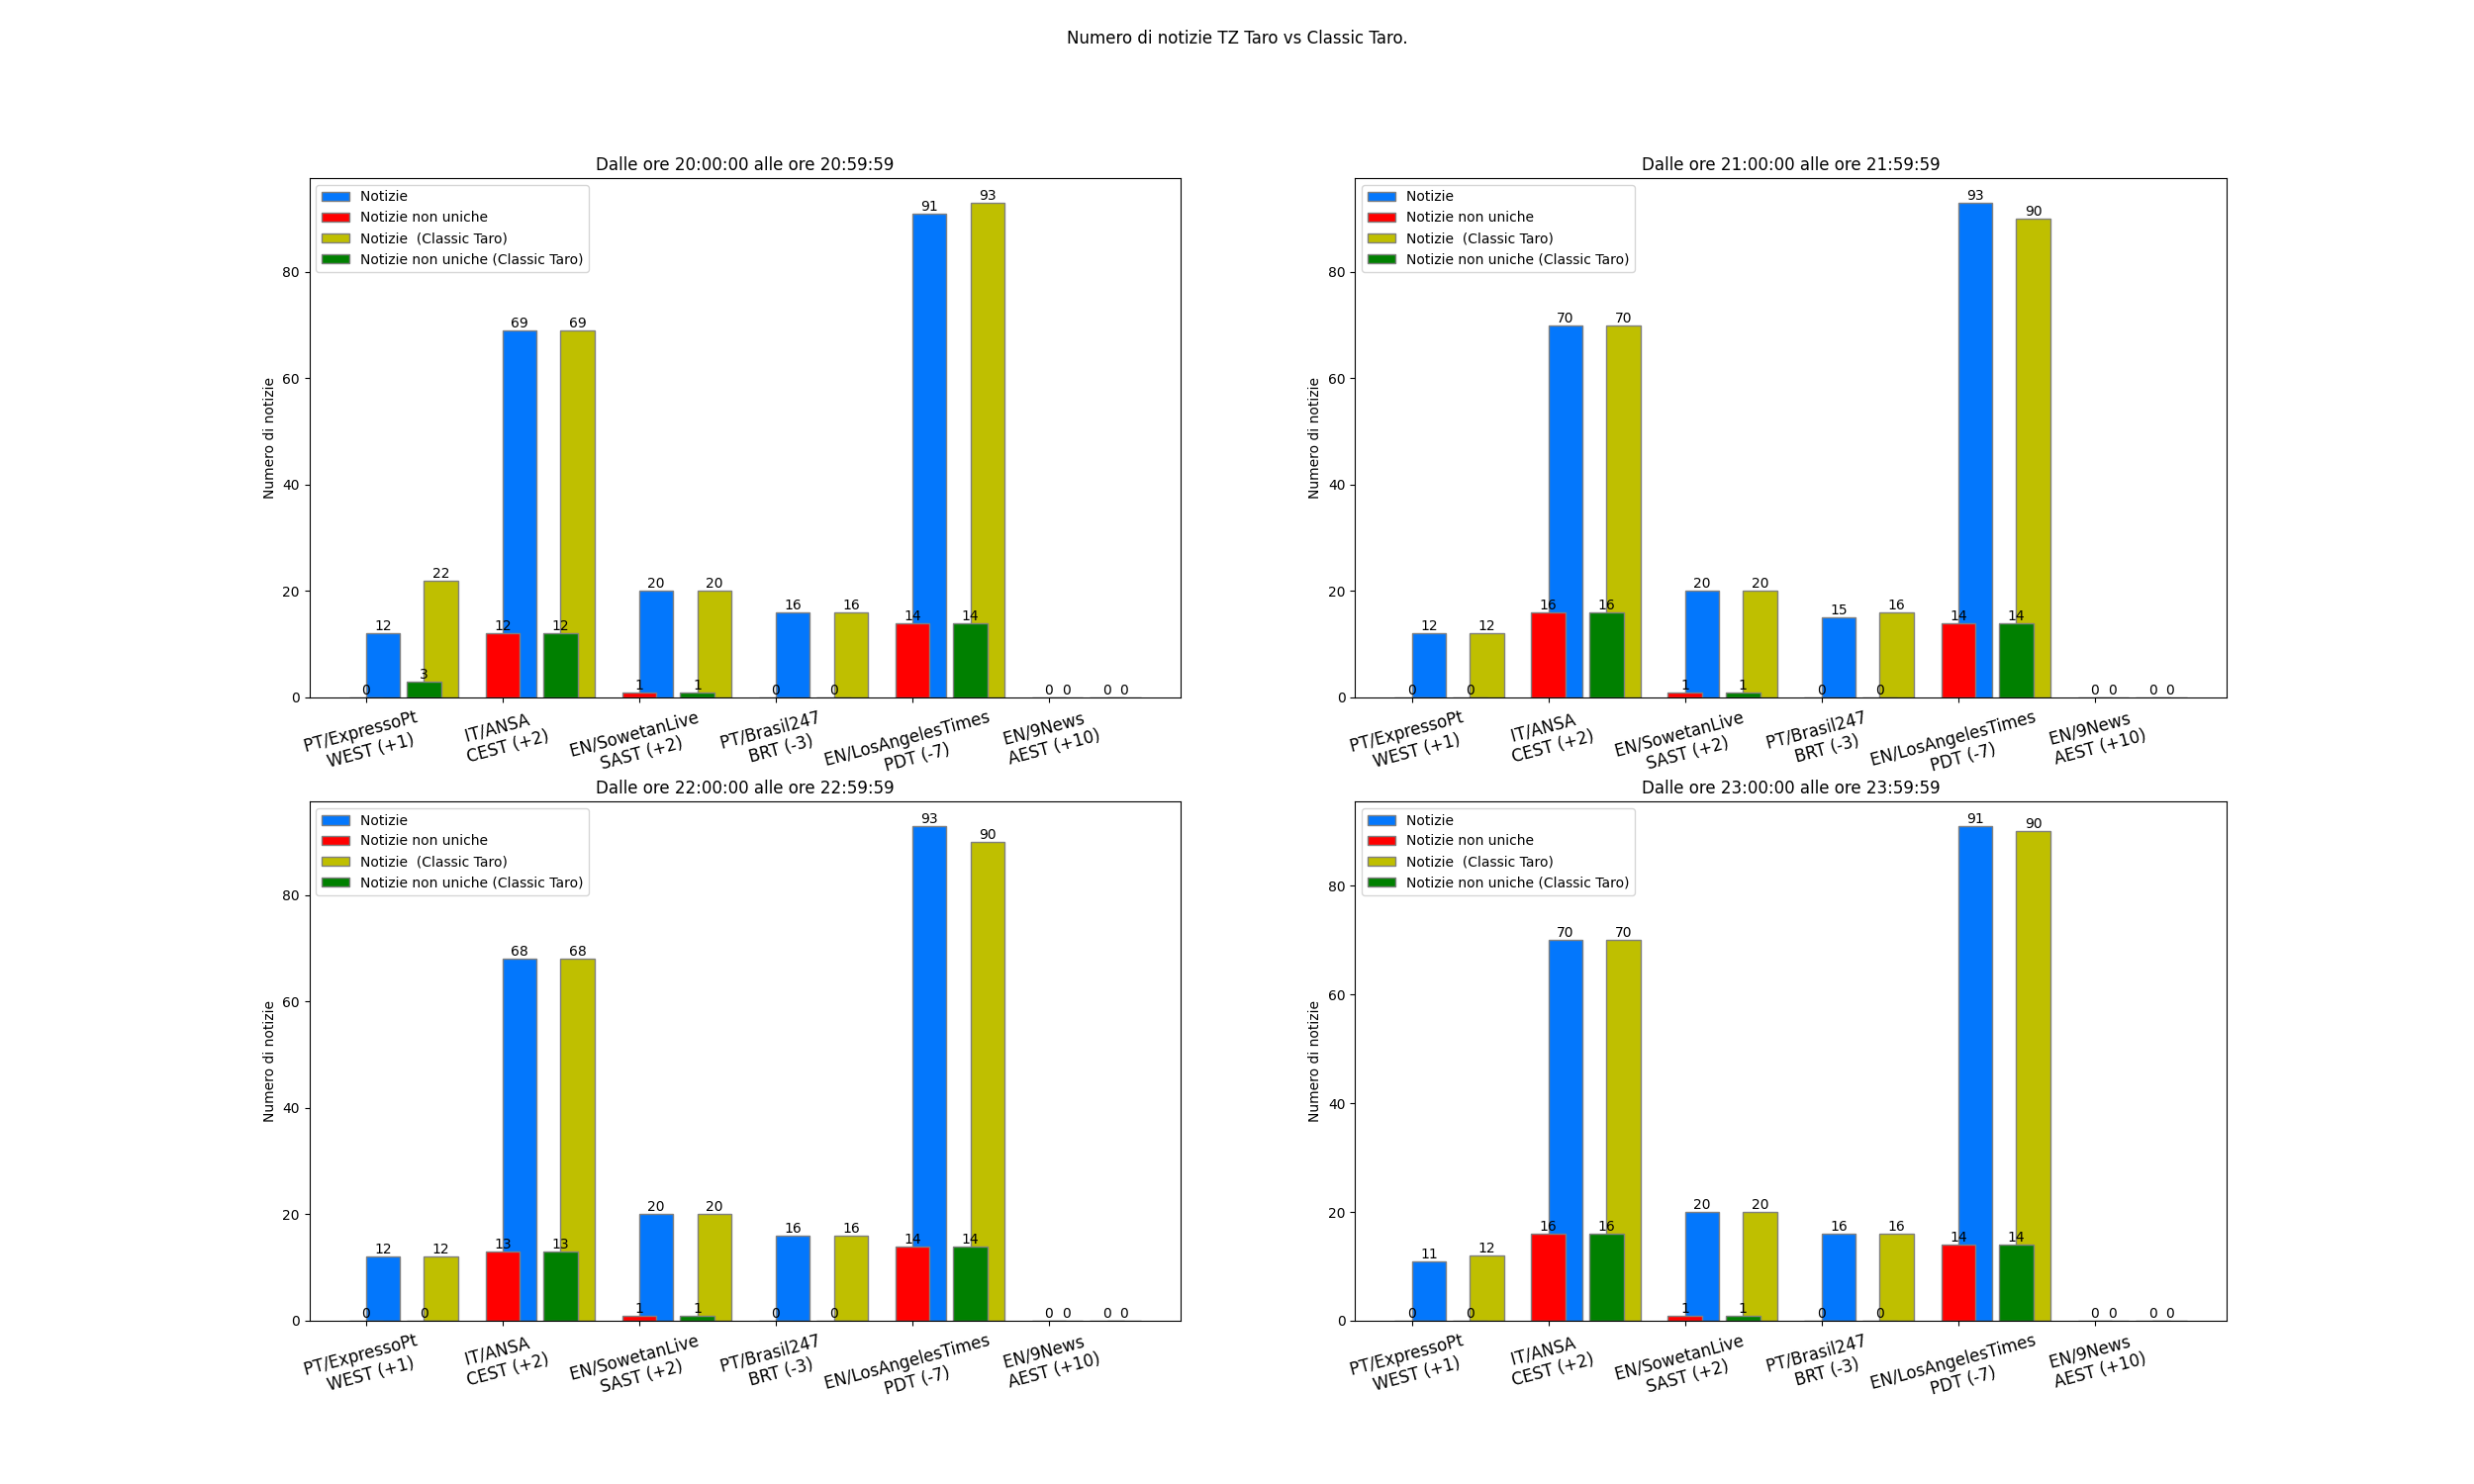 Numero di notizie TZ Taro vs Classic Taro.
Dalle ore 20:00:00 alle ore 20:59:59
Notizie
Notizie non uniche
Notizie (Classic Taro)
Notizie non uniche (Classic Taro)
Numero di notizie
80
60
40
20
0
0 12 3 22
12 69 12 69
1 20 1 20
0 16 0 16
14 91 14 93
0 0 0 0
PT/ExpressoPt
WEST (+1)
IT/ANSA
CEST (+2)
EN/SowetanLive
SAST (+2)
PT/Brasil247
BRT (-3)
EN/LosAngelesTimes
PDT (-7)
EN/9News
AEST (+10)
Dalle ore 21:00:00 alle ore 21:59:59
Notizie
Notizie non uniche
Notizie (Classic Taro)
Notizie non uniche (Classic Taro)
Numero di notizie
80
60
40
20
0
0 12 0 12
16 70 16 70
1 20 1 20
0 15 0 16
14 93 14 90
0 0 0 0
PT/ExpressoPt
WEST (+1)
IT/ANSA
CEST (+2)
EN/SowetanLive
SAST (+2)
PT/Brasil247
BRT (-3)
EN/LosAngelesTimes
PDT (-7)
EN/9News
AEST (+10)
Dalle ore 22:00:00 alle ore 22:59:59
Notizie
Notizie non uniche
Notizie (Classic Taro)
Notizie non uniche (Classic Taro)
Numero di notizie
80
60
40
20
0
0 12 0 12
13 68 13 68
1 20 1 20
0 16 0 16
14 93 14 90
0 0 0 0
PT/ExpressoPt
WEST (+1)
IT/ANSA
CEST (+2)
EN/SowetanLive
SAST (+2)
PT/Brasil247
BRT (-3)
EN/LosAngelesTimes
PDT (-7)
EN/9News
AEST (+10)
Dalle ore 23:00:00 alle ore 23:59:59
Notizie
Notizie non uniche
Notizie (Classic Taro)
Notizie non uniche (Classic Taro)
Numero di notizie
80
60
40
20
0
0 11 0 12
16 70 16 70
1 20 1 20
0 16 0 16
14 91 14 90
0 0 0 0
PT/ExpressoPt
WEST (+1)
IT/ANSA
CEST (+2)
EN/SowetanLive
SAST (+2)
PT/Brasil247
BRT (-3)
EN/LosAngelesTimes
PDT (-7)
EN/9News
AEST (+10)